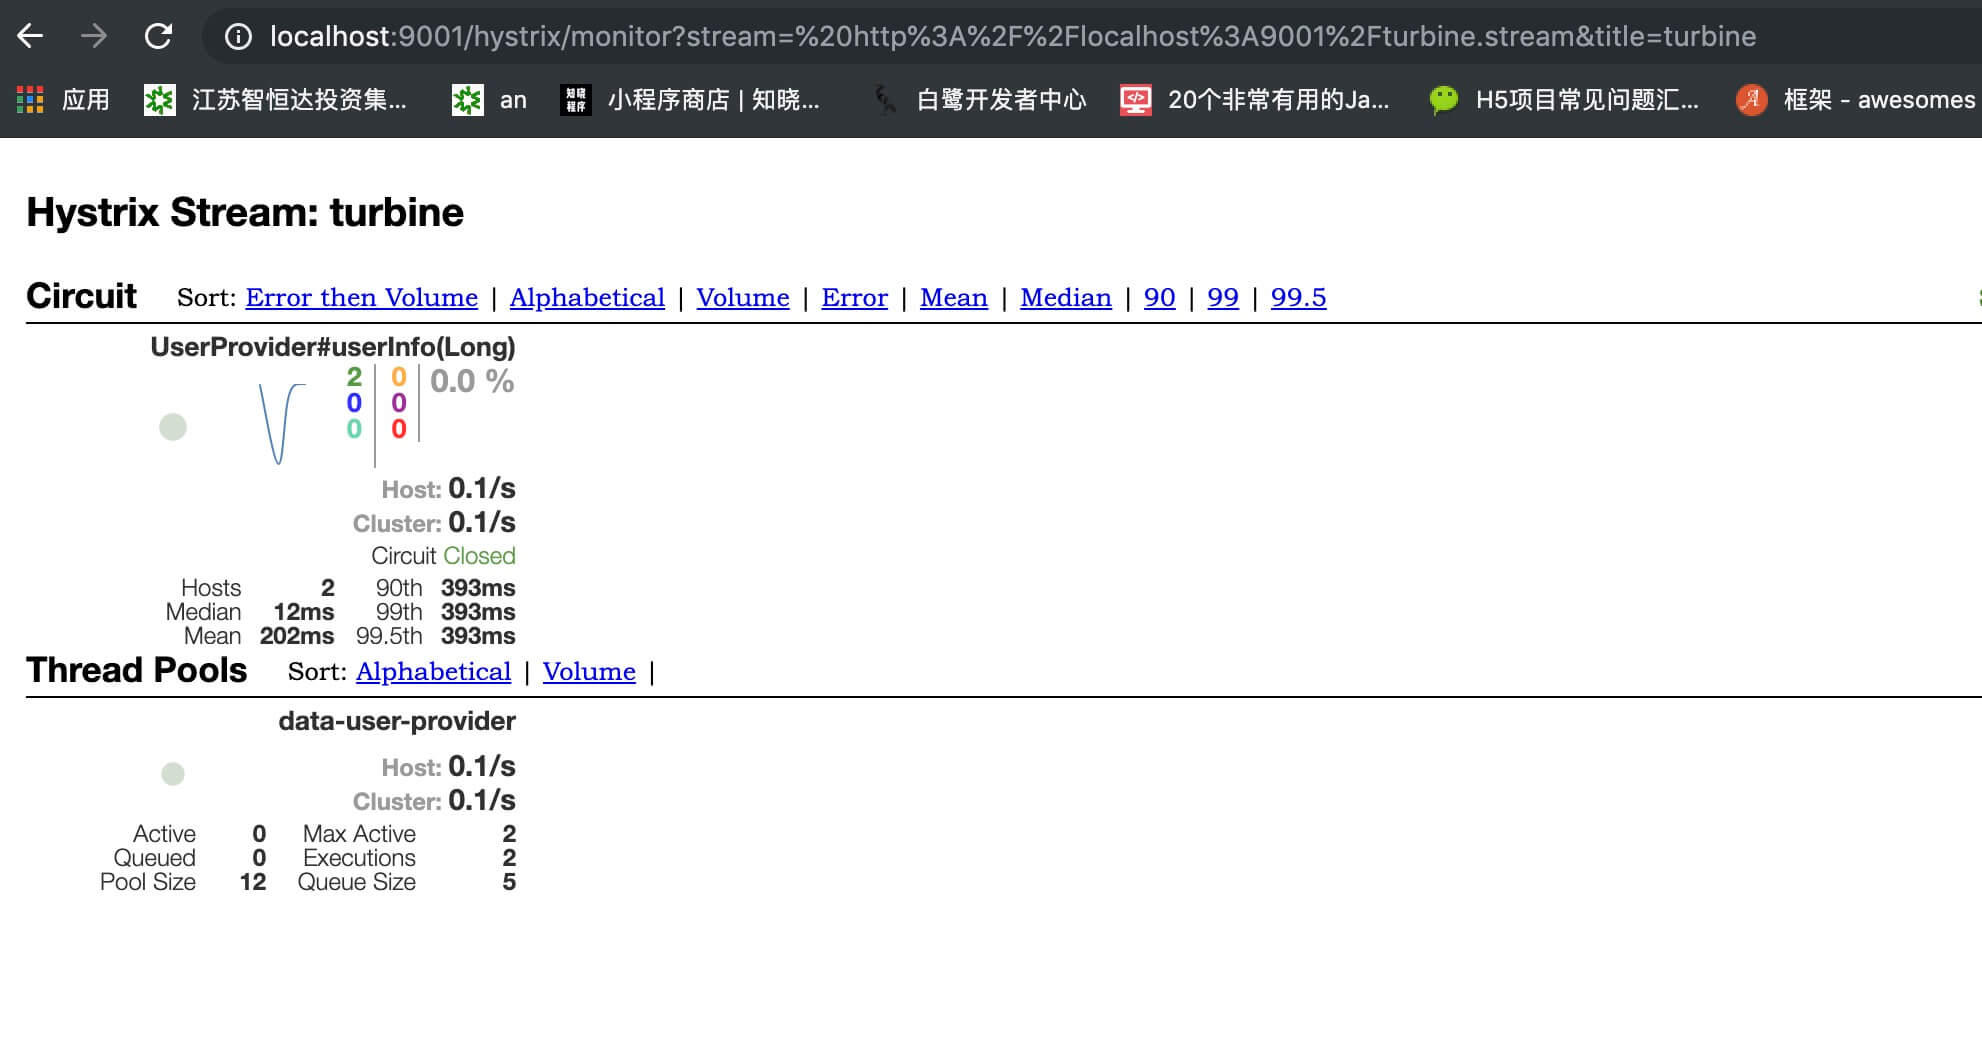 localhost:9001/hystrix/monitor?stream=%20http%3A%2F%2Flocalhost%3A9001%2Fturbine.stream&title=turbine
应用 江苏智恒达投资集... an 知晓程序 小程序商店 | 知晓... 白鹭开发者中心 20个非常有用的Ja... H5项目常见问题汇... 框架 - awesomes
Hystrix Stream: turbine
Circuit Sort: Error then Volume | Alphabetical | Volume | Error | Mean | Median | 90 | 99 | 99.5
UserProvider#userInfo(Long)
2 0 0.0 %
0 0
0 0
Host: 0.1/s
Cluster: 0.1/s
Circuit Closed
Hosts 2 90th 393ms
Median 12ms 99th 393ms
Mean 202ms 99.5th 393ms
Thread Pools Sort: Alphabetical | Volume |
data-user-provider
Host: 0.1/s
Cluster: 0.1/s
Active 0 Max Active 2
Queued 0 Executions 2
Pool Size 12 Queue Size 5